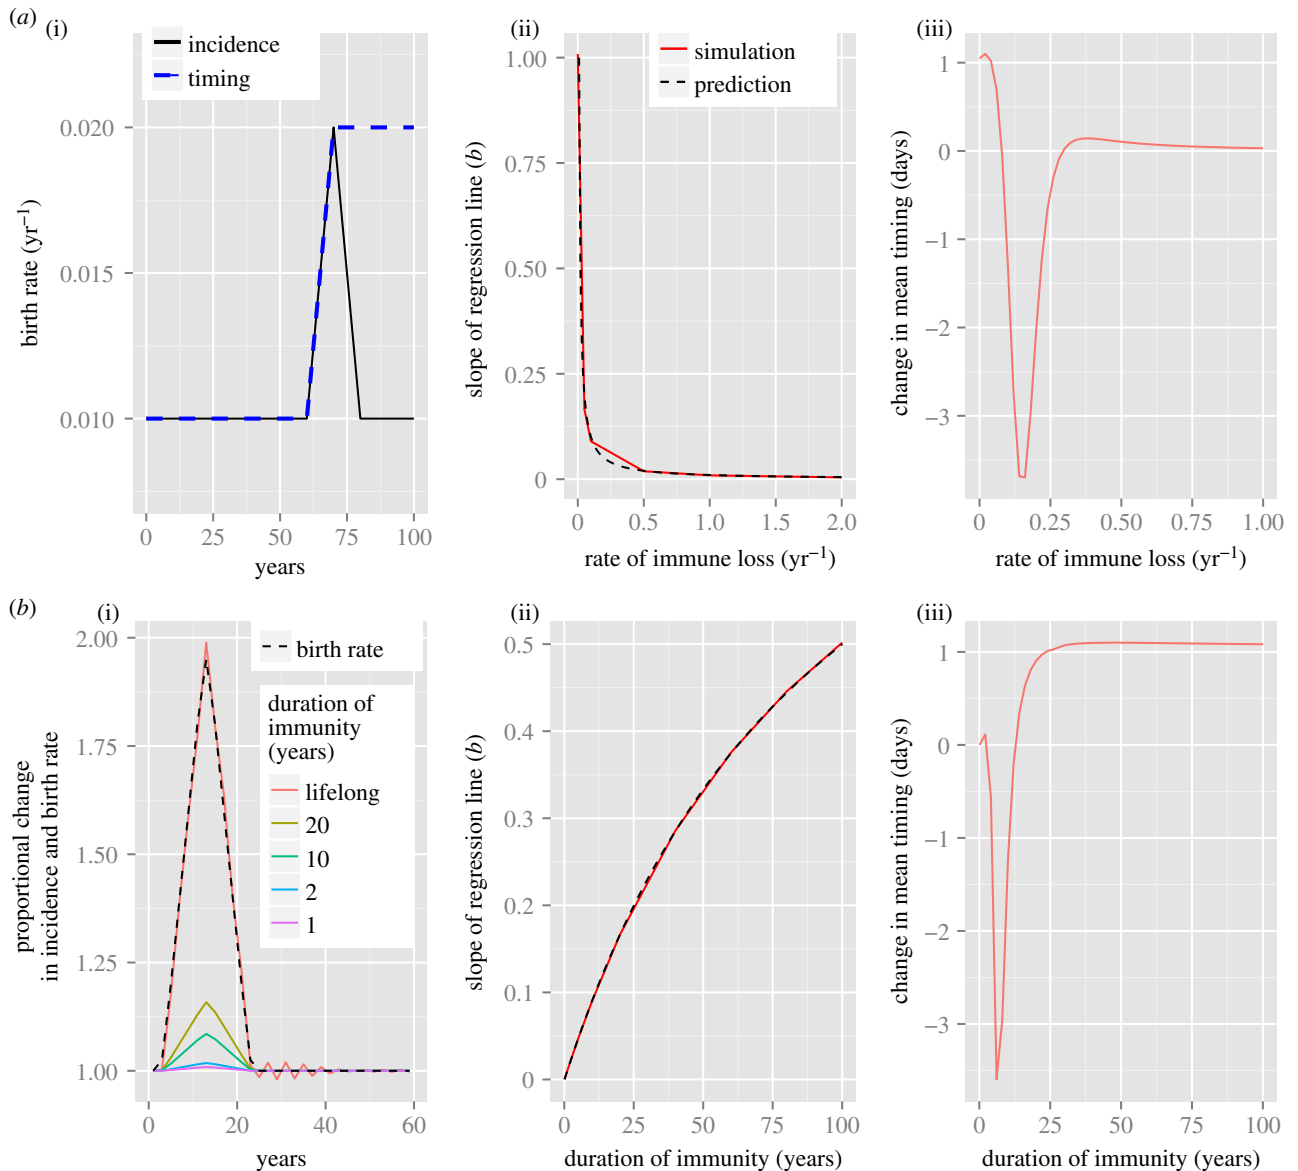 (a)
(i)
incidence
timing
0.020
0.015
0.010
birth rate (yr⁻¹)
0 25 50 75 100
years
(ii)
simulation
prediction
1.00
0.75
0.50
0.25
0
slope of regression line (b)
0 0.5 1.0 1.5 2.0
rate of immune loss (yr⁻¹)
(iii)
1
0
−1
−2
−3
change in mean timing (days)
0 0.25 0.50 0.75 1.00
rate of immune loss (yr⁻¹)
(b)
(i)
birth rate
duration of
immunity
(years)
lifelong
20
10
2
1
2.00
1.75
1.50
1.25
1.00
proportional change
in incidence and birth rate
0 20 40 60
years
(ii)
0.5
0.4
0.3
0.2
0.1
0
slope of regression line (b)
0 25 50 75 100
duration of immunity (years)
(iii)
1
0
−1
−2
−3
change in mean timing (days)
0 25 50 75 100
duration of immunity (years)